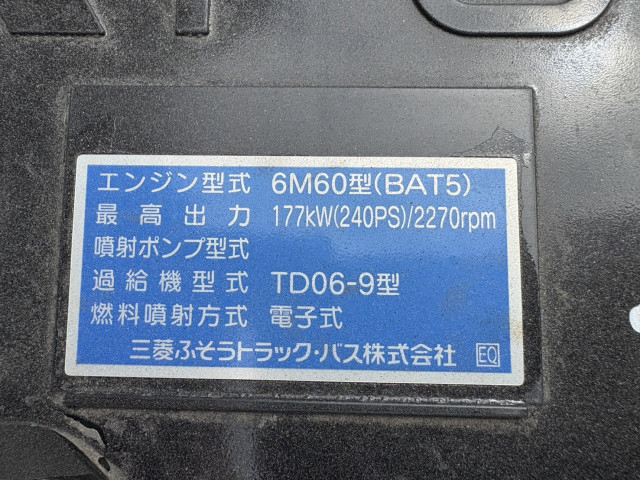 エンジン型式 6M60型(BAT5)
最高出力 177kW(240PS)/2270rpm
噴射ポンプ型式
過給機型式 TD06-9型
燃料噴射方式 電子式
三菱ふそうトラック・バス株式会社 EQ